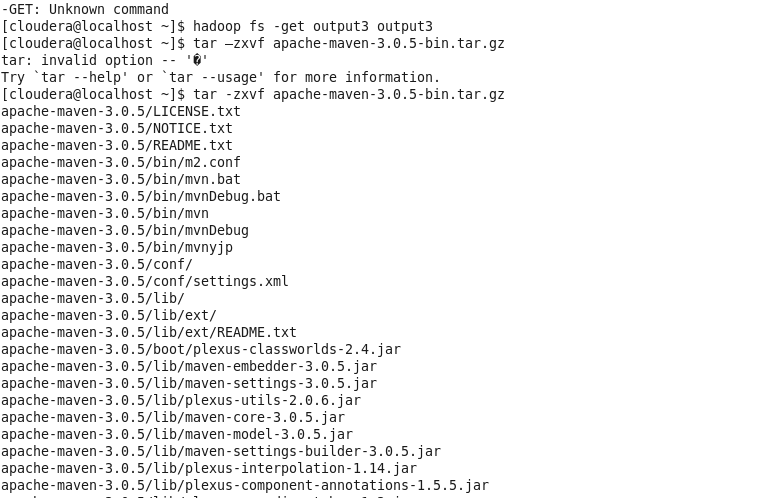 -GET: Unknown command
[cloudera@localhost ~]$ hadoop fs -get output3 output3
[cloudera@localhost ~]$ tar –zxvf apache-maven-3.0.5-bin.tar.gz
tar: invalid option -- '�'
Try `tar --help' or `tar --usage' for more information.
[cloudera@localhost ~]$ tar -zxvf apache-maven-3.0.5-bin.tar.gz
apache-maven-3.0.5/LICENSE.txt
apache-maven-3.0.5/NOTICE.txt
apache-maven-3.0.5/README.txt
apache-maven-3.0.5/bin/m2.conf
apache-maven-3.0.5/bin/mvn.bat
apache-maven-3.0.5/bin/mvnDebug.bat
apache-maven-3.0.5/bin/mvn
apache-maven-3.0.5/bin/mvnDebug
apache-maven-3.0.5/bin/mvnyjp
apache-maven-3.0.5/conf/
apache-maven-3.0.5/conf/settings.xml
apache-maven-3.0.5/lib/
apache-maven-3.0.5/lib/ext/
apache-maven-3.0.5/lib/ext/README.txt
apache-maven-3.0.5/boot/plexus-classworlds-2.4.jar
apache-maven-3.0.5/lib/maven-embedder-3.0.5.jar
apache-maven-3.0.5/lib/maven-settings-3.0.5.jar
apache-maven-3.0.5/lib/plexus-utils-2.0.6.jar
apache-maven-3.0.5/lib/maven-core-3.0.5.jar
apache-maven-3.0.5/lib/maven-model-3.0.5.jar
apache-maven-3.0.5/lib/maven-settings-builder-3.0.5.jar
apache-maven-3.0.5/lib/plexus-interpolation-1.14.jar
apache-maven-3.0.5/lib/plexus-component-annotations-1.5.5.jar